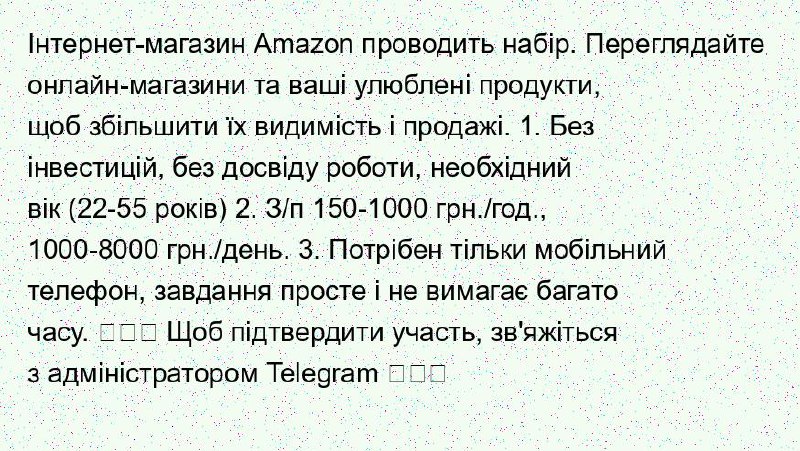 Інтернет-магазин Amazon проводить набір. Переглядайте
онлайн-магазини та ваші улюблені продукти,
щоб збільшити їх видимість і продажі. 1. Без
інвестицій, без досвіду роботи, необхідний
вік (22-55 років) 2. З/п 150-1000 грн./год.,
1000-8000 грн./день. 3. Потрібен тільки мобільний
телефон, завдання просте і не вимагає багато
часу. □□□ Щоб підтвердити участь, зв'яжіться
з адміністратором Telegram □□□